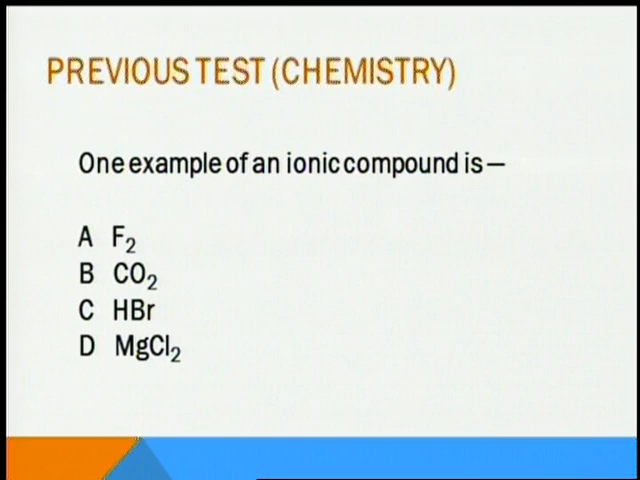 PREVIOUS TEST (CHEMISTRY)
One example of an ionic compound is—
A F₂
B CO₂
C HBr
D MgCl₂